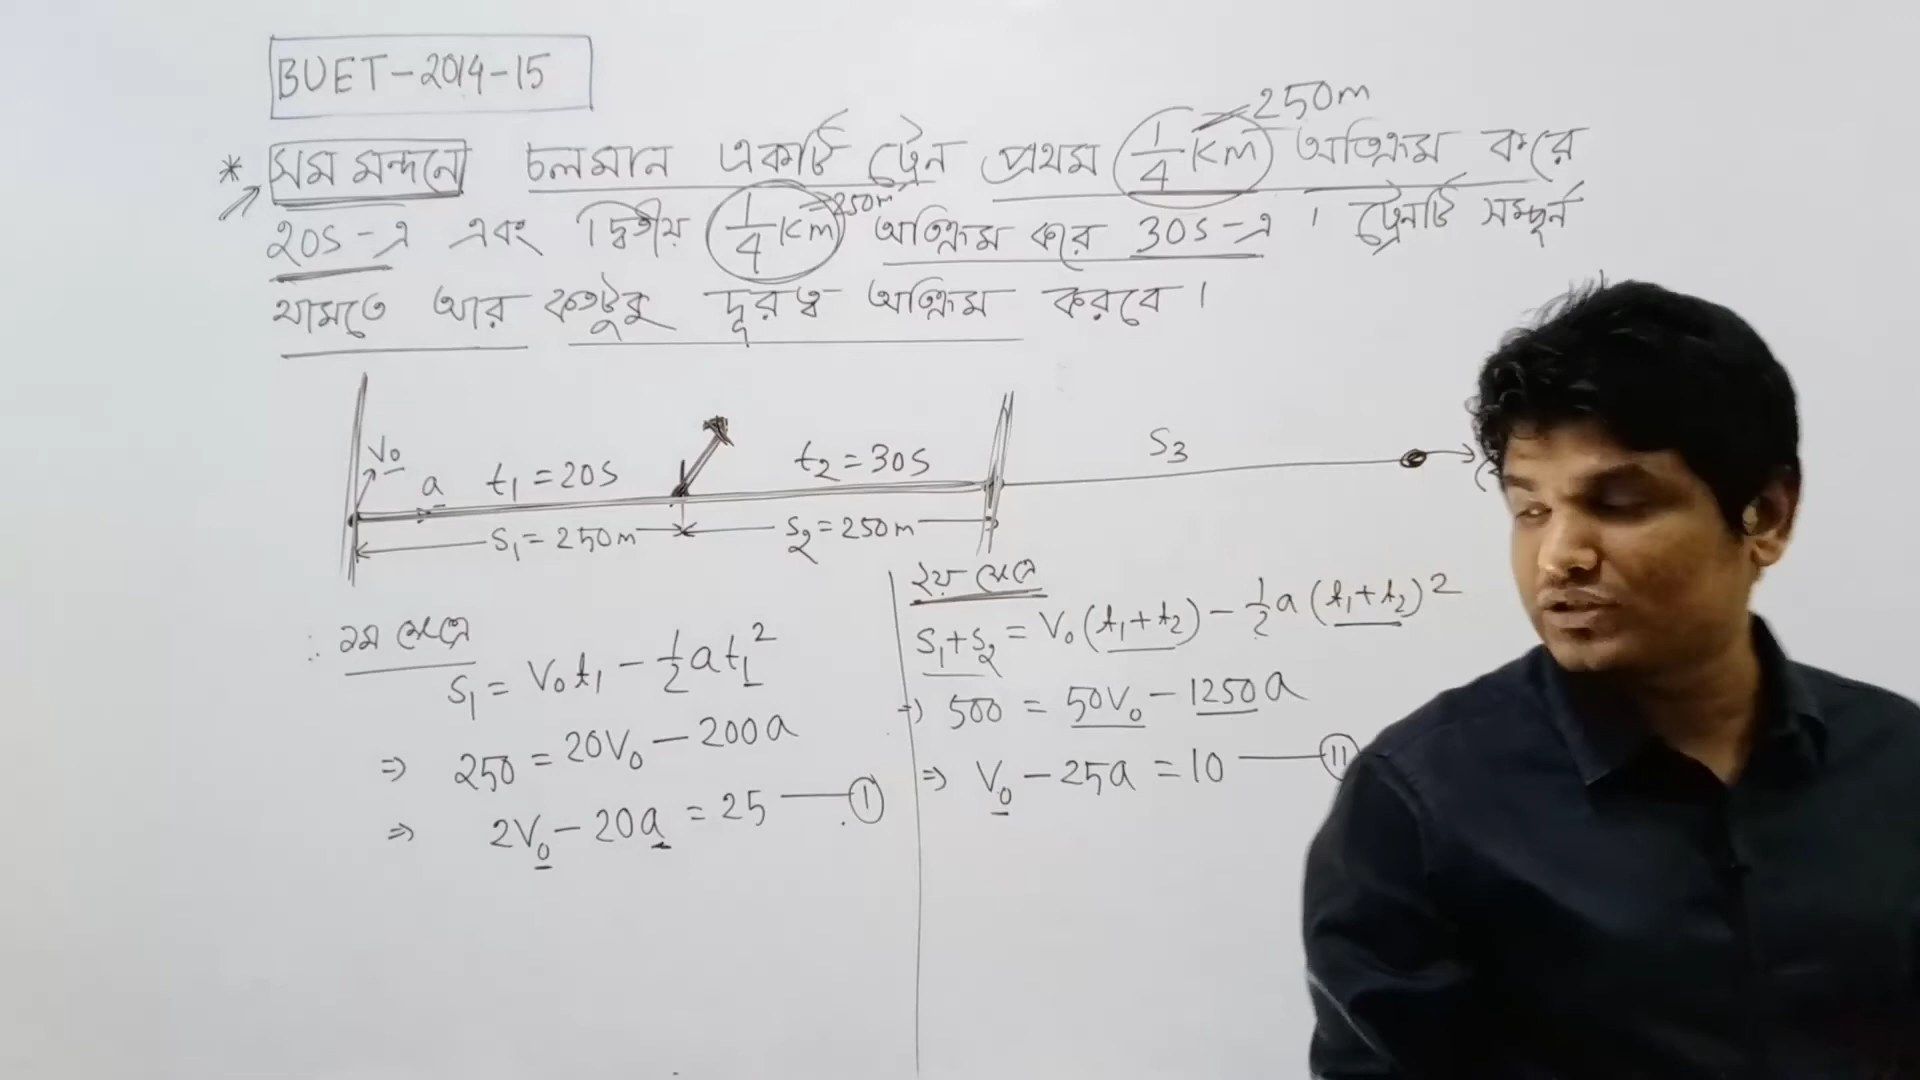 BUET-2014-15
* সম মন্দনে চলমান একটি ট্রেন প্রথম 1/4 km = 250m অতিক্রম করে
20s-এ এবং দ্বিতীয় 1/4 km = 250m অতিক্রম করে 30s-এ। ট্রেনটি সম্পূর্ন
থামতে আর কতটুকু দূরত্ব অতিক্রম করবে।
V₀ a t₁ = 20s t₂ = 30s S₃
S₁ = 250m S₂ = 250m
∴ ১ম ক্ষেত্রে
S₁ = V₀t₁ - 1/2 at₁²
⇒ 250 = 20V₀ - 200a
⇒ 2V₀ - 20a = 25 — (I)
২য় ক্ষেত্রে
S₁+S₂ = V₀(t₁+t₂) - 1/2 a (t₁+t₂)²
⇒ 500 = 50V₀ - 1250a
⇒ V₀ - 25a = 10 — (II)